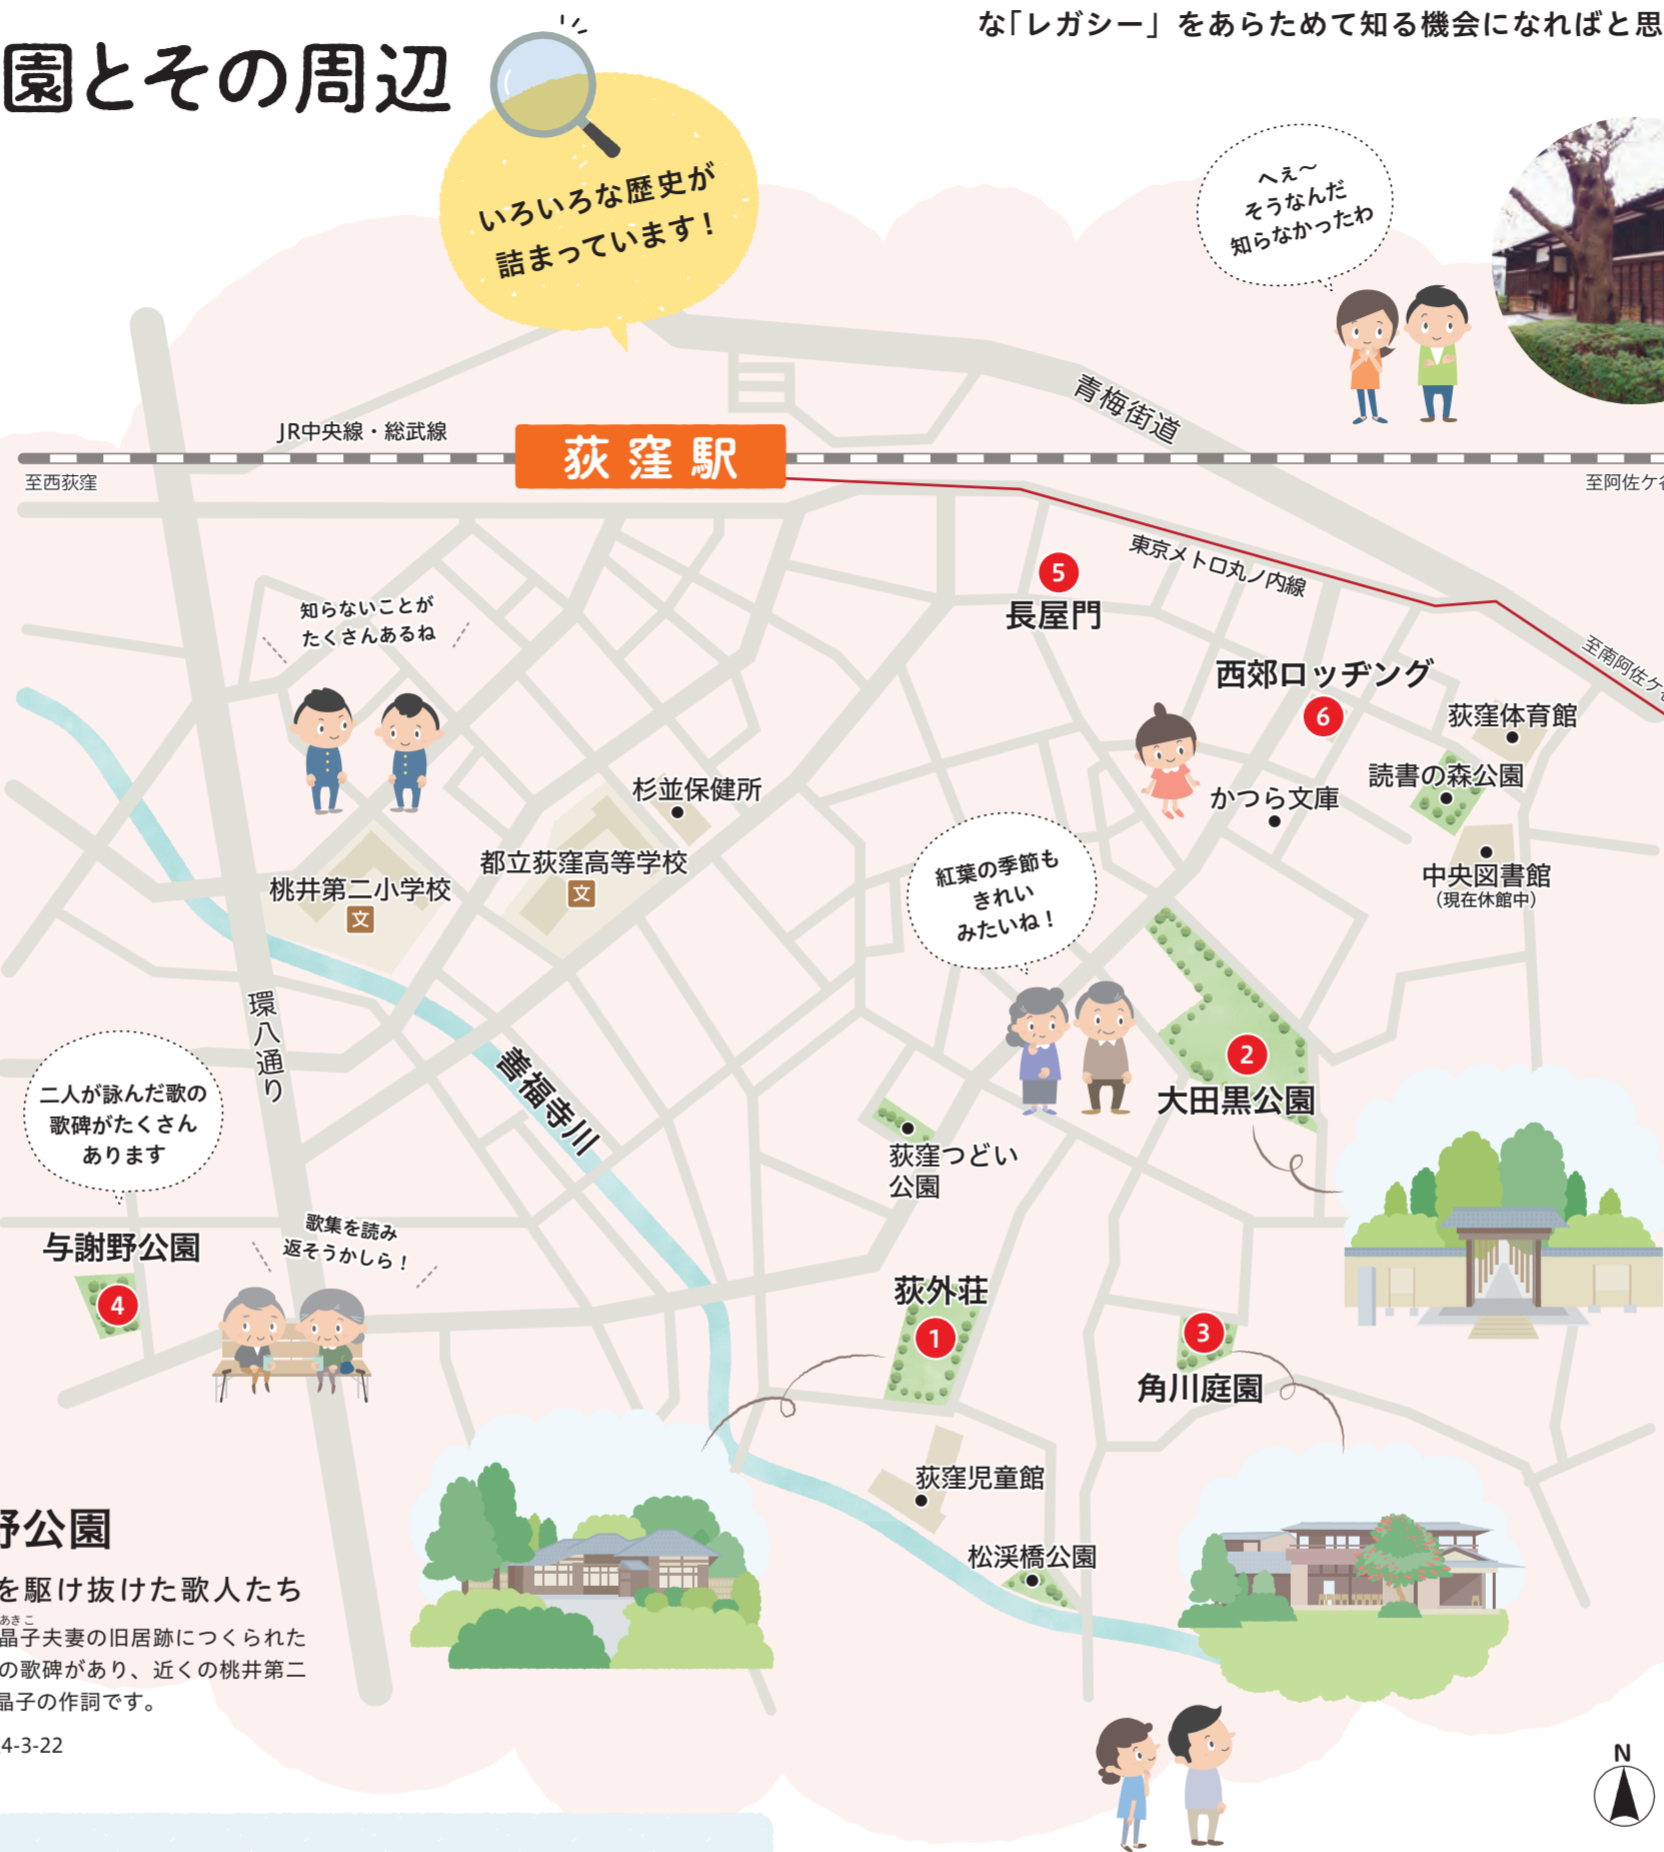 な「レガシー」をあらためて知る機会になればと思
園とその周辺
いろいろな歴史が
詰まっています！
へぇ〜
そうなんだ
知らなかったわ
青梅街道
JR中央線・総武線
荻窪駅
至西荻窪
至阿佐ケ谷
東京メトロ丸ノ内線
5
長屋門
知らないことが
たくさんあるね
至南阿佐ケ谷
西郊ロッヂング
6
荻窪体育館
読書の森公園
杉並保健所
かつら文庫
都立荻窪高等学校
文
桃井第二小学校
文
中央図書館
（現在休館中）
紅葉の季節も
きれい
みたいね！
環八通り
善福寺川
2
大田黒公園
二人が詠んだ歌の
歌碑がたくさん
あります
荻窪つどい
公園
歌集を読み
返そうかしら！
与謝野公園
4
荻外荘
1
3
角川庭園
荻窪児童館
松渓橋公園
野公園
を駆け抜けた歌人たち
あきこ
晶子夫妻の旧居跡につくられた
の歌碑があり、近くの桃井第二
晶子の作詞です。
4-3-22
N